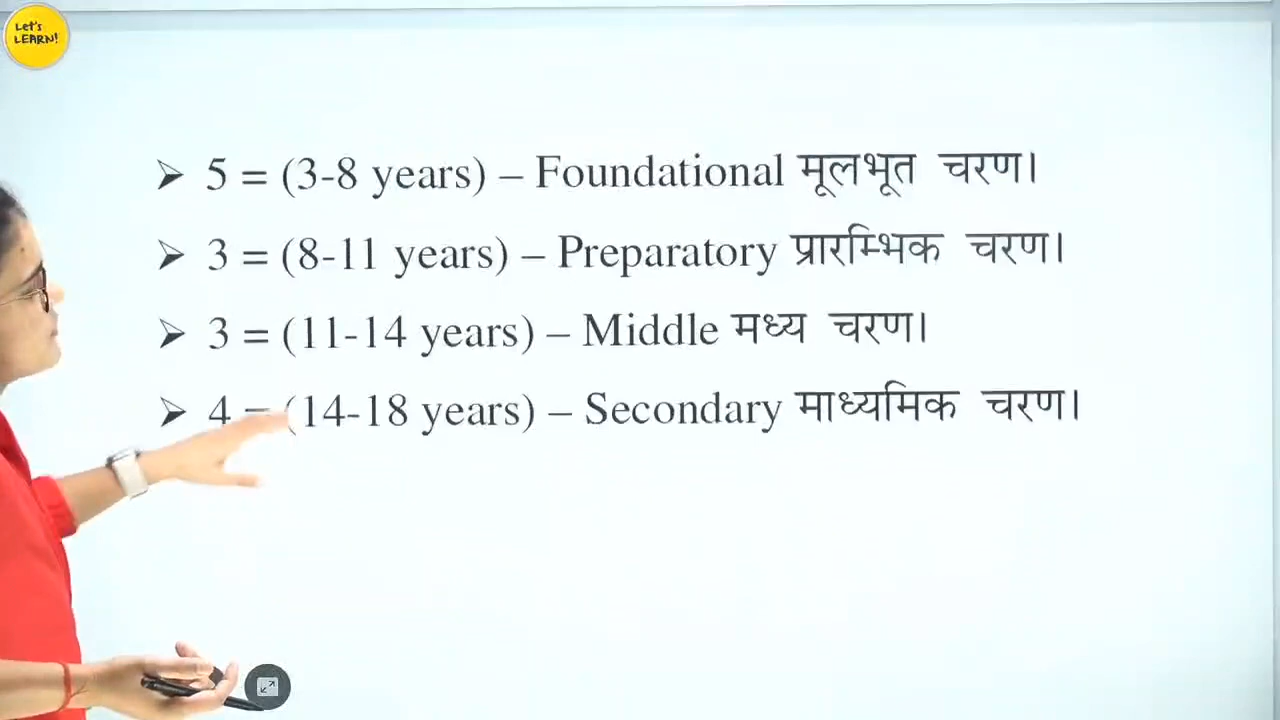 Let's
LEARN!
➢ 5 = (3-8 years) – Foundational मूलभूत चरण।
➢ 3 = (8-11 years) – Preparatory प्रारम्भिक चरण।
➢ 3 = (11-14 years) – Middle मध्य चरण।
➢ 4 = (14-18 years) – Secondary माध्यमिक चरण।